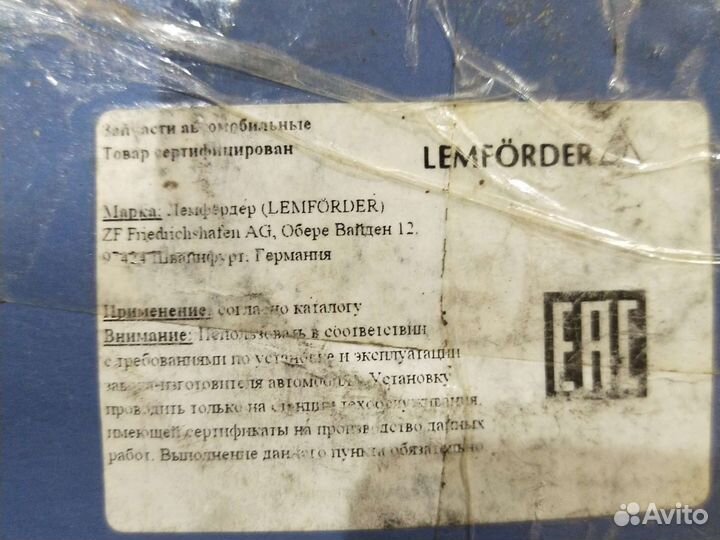 Запчасти автомобильные
Товар сертифицирован
LEMFÖRDER
Марка: Лемфёрдер (LEMFÖRDER)
ZF Friedrichshafen AG, Обере Вайден 12,
97424 Швайнфурт, Германия
Применение: согласно каталогу
Внимание: Использовать в соответствии
с требованиями по установке и эксплуатации
завода-изготовителя автомобиля. Установку
проводить только на станции техобслуживания,
имеющей сертификаты на производство данных
работ. Выполнение данного пункта обязательно
EAC
Avito